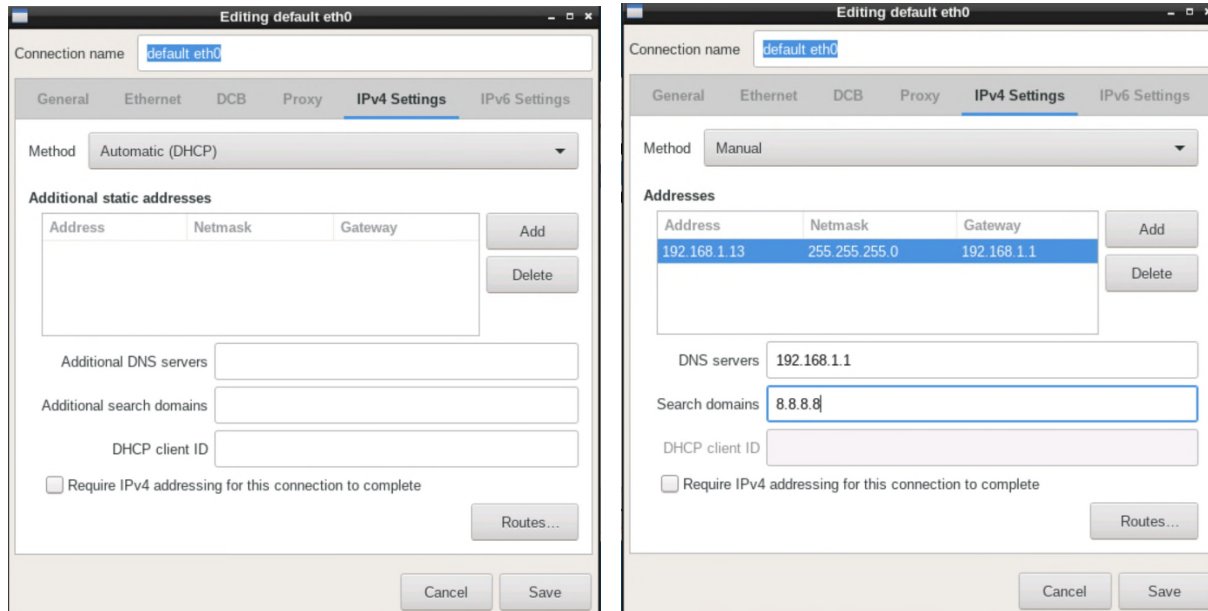 Editing default eth0
Connection name default eth0
General Ethernet DCB Proxy IPv4 Settings IPv6 Settings
Method Automatic (DHCP)
Additional static addresses
Address Netmask Gateway
Add
Delete
Additional DNS servers
Additional search domains
DHCP client ID
Require IPv4 addressing for this connection to complete
Routes...
Cancel Save
Editing default eth0
Connection name default eth0
General Ethernet DCB Proxy IPv4 Settings IPv6 Settings
Method Manual
Addresses
Address Netmask Gateway
Add
192.168.1.13 255.255.255.0 192.168.1.1
Delete
DNS servers 192.168.1.1
Search domains 8.8.8.8
DHCP client ID
Require IPv4 addressing for this connection to complete
Routes...
Cancel Save